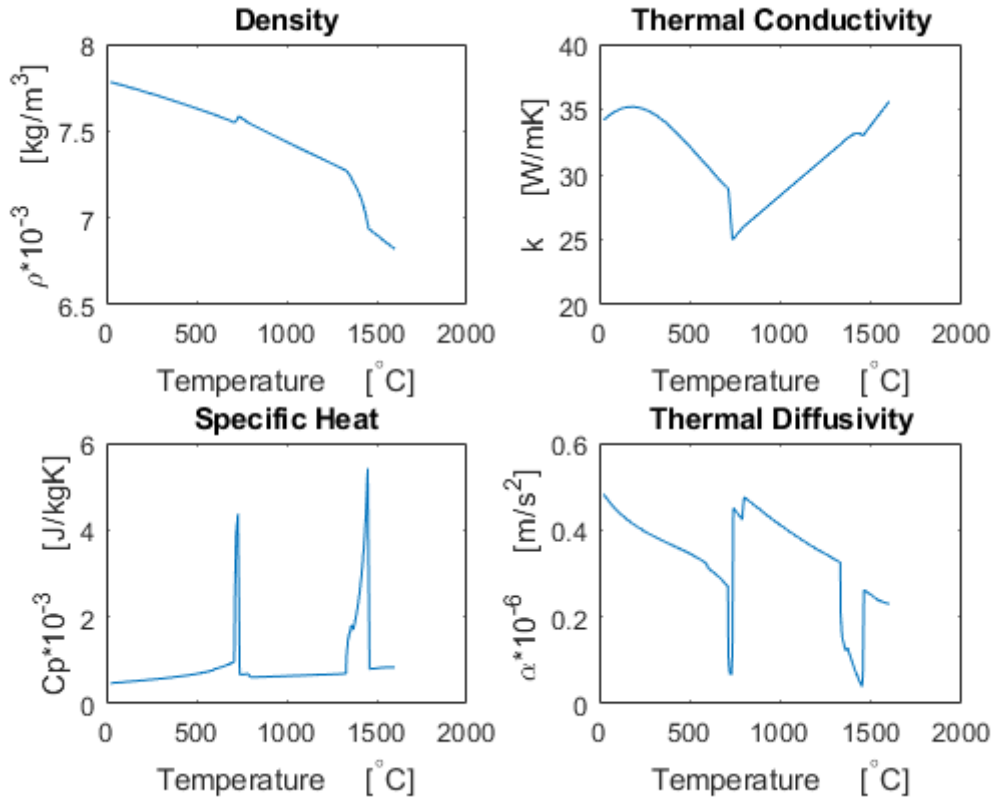 Density
ρ*10⁻³ [kg/m³]
8
7.5
7
6.5
0 500 1000 1500 2000
Temperature [°C]
Thermal Conductivity
k [W/mK]
40
35
30
25
20
0 500 1000 1500 2000
Temperature [°C]
Specific Heat
Cp*10⁻³ [J/kgK]
6
4
2
0
0 500 1000 1500 2000
Temperature [°C]
Thermal Diffusivity
α*10⁻⁶ [m/s²]
0.6
0.4
0.2
0
0 500 1000 1500 2000
Temperature [°C]